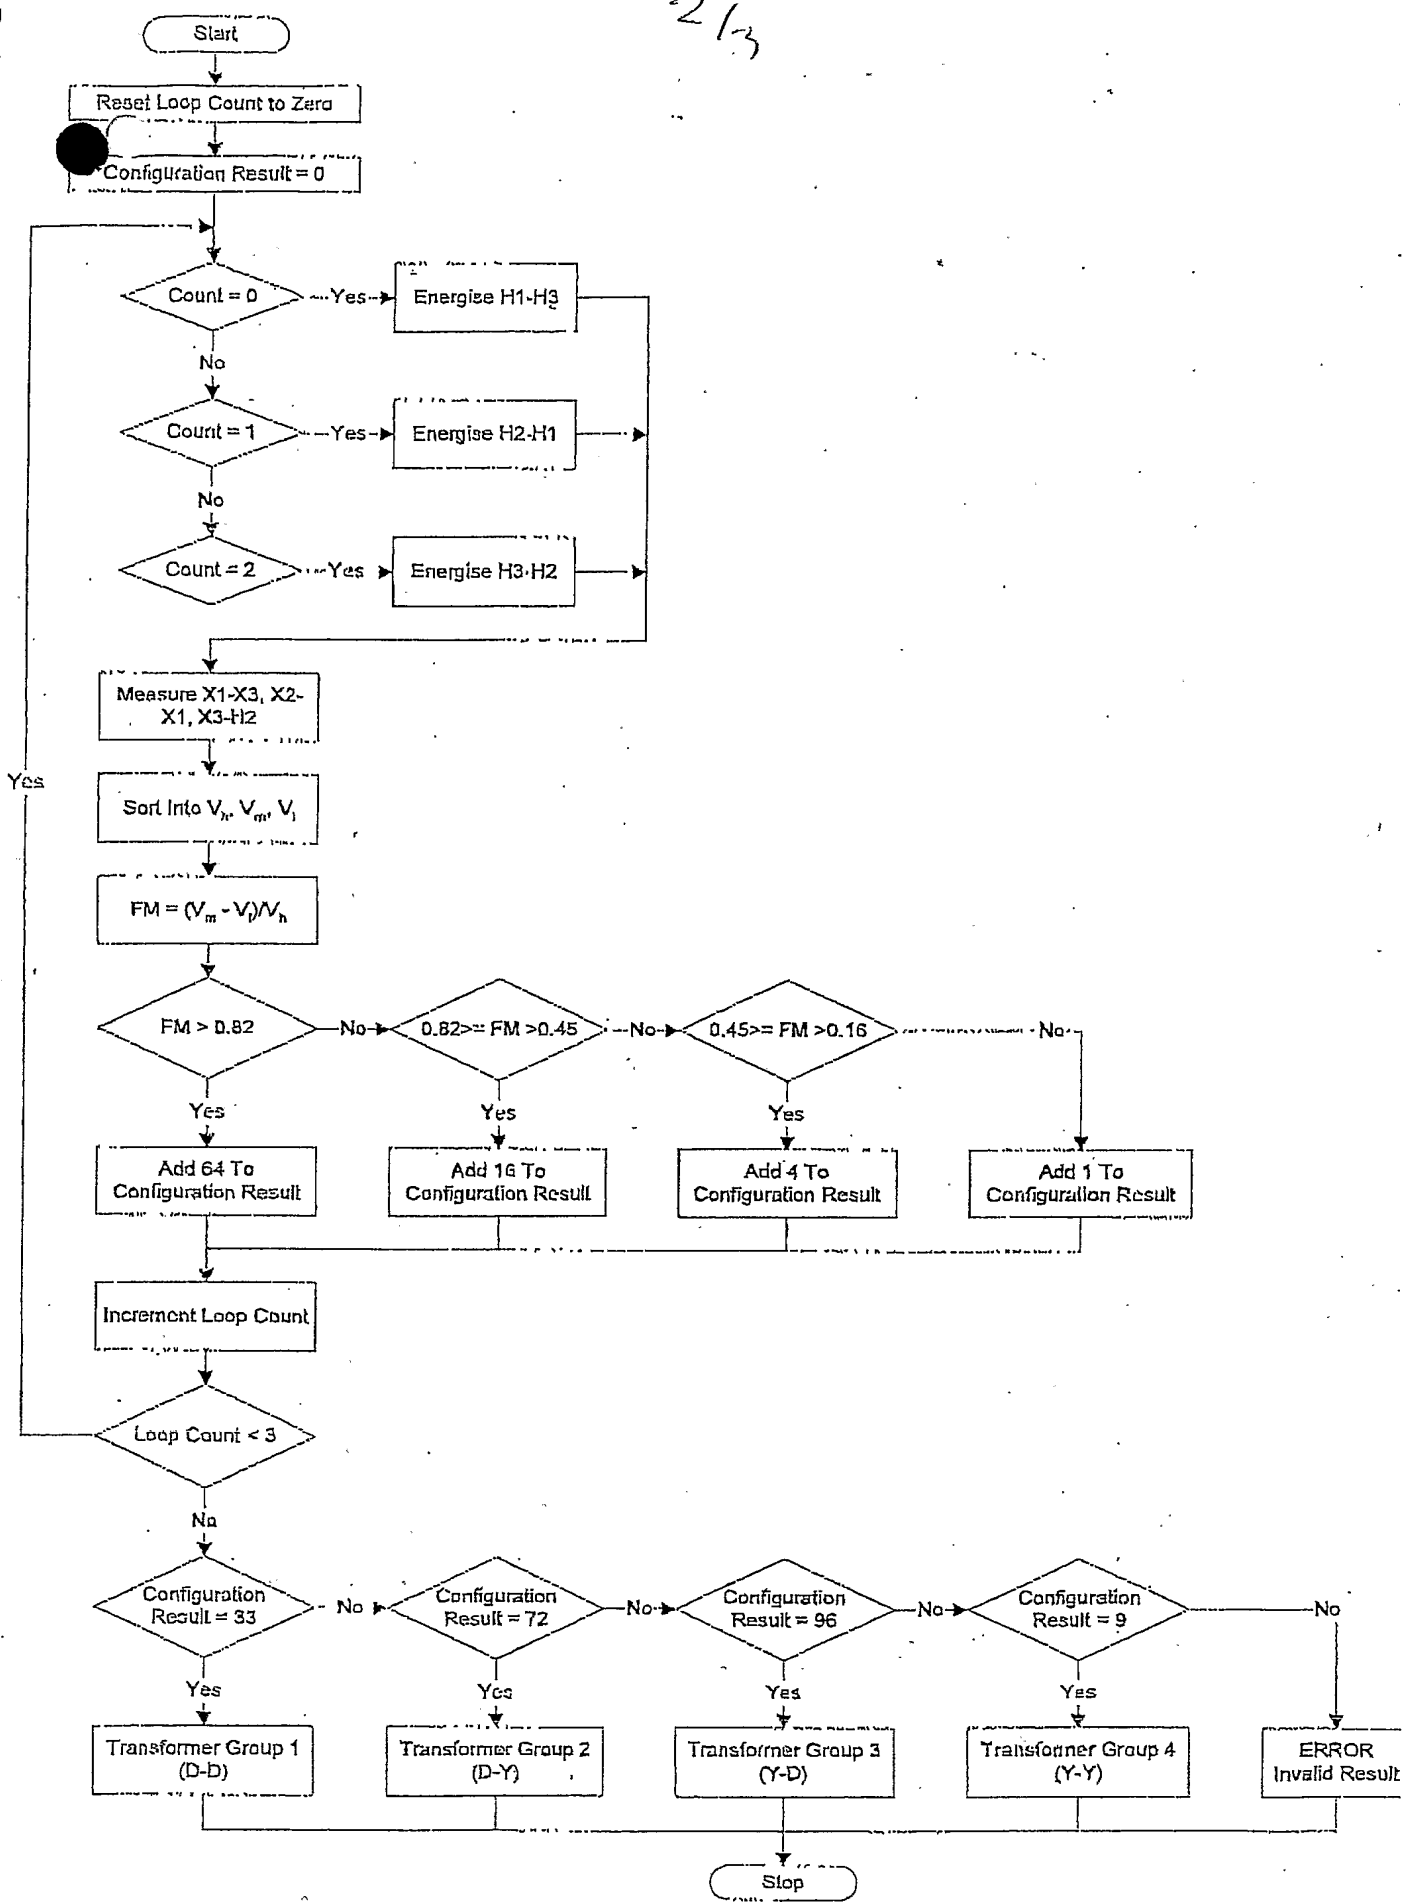 2/3
Start
Reset Loop Count to Zero
Configuration Result = 0
Count = 0
Yes
Energise H1-H3
No
Count = 1
Yes
Energise H2-H1
No
Count = 2
Yes
Energise H3-H2
Measure X1-X3, X2-
X1, X3-H2
Yes
Sort Into Vh, Vm, Vl
FM = (Vm - Vl)/Vh
FM > 0.82
No
0.82>= FM >0.45
No
0.45>= FM >0.16
No
Yes
Yes
Yes
Add 64 To
Configuration Result
Add 16 To
Configuration Result
Add 4 To
Configuration Result
Add 1 To
Configuration Result
Increment Loop Count
Loop Count < 3
No
Configuration
Result = 33
No
Configuration
Result = 72
No
Configuration
Result = 96
No
Configuration
Result = 9
No
Yes
Yes
Yes
Yes
Transformer Group 1
(D-D)
Transformer Group 2
(D-Y)
Transformer Group 3
(Y-D)
Transformer Group 4
(Y-Y)
ERROR
Invalid Result
Stop